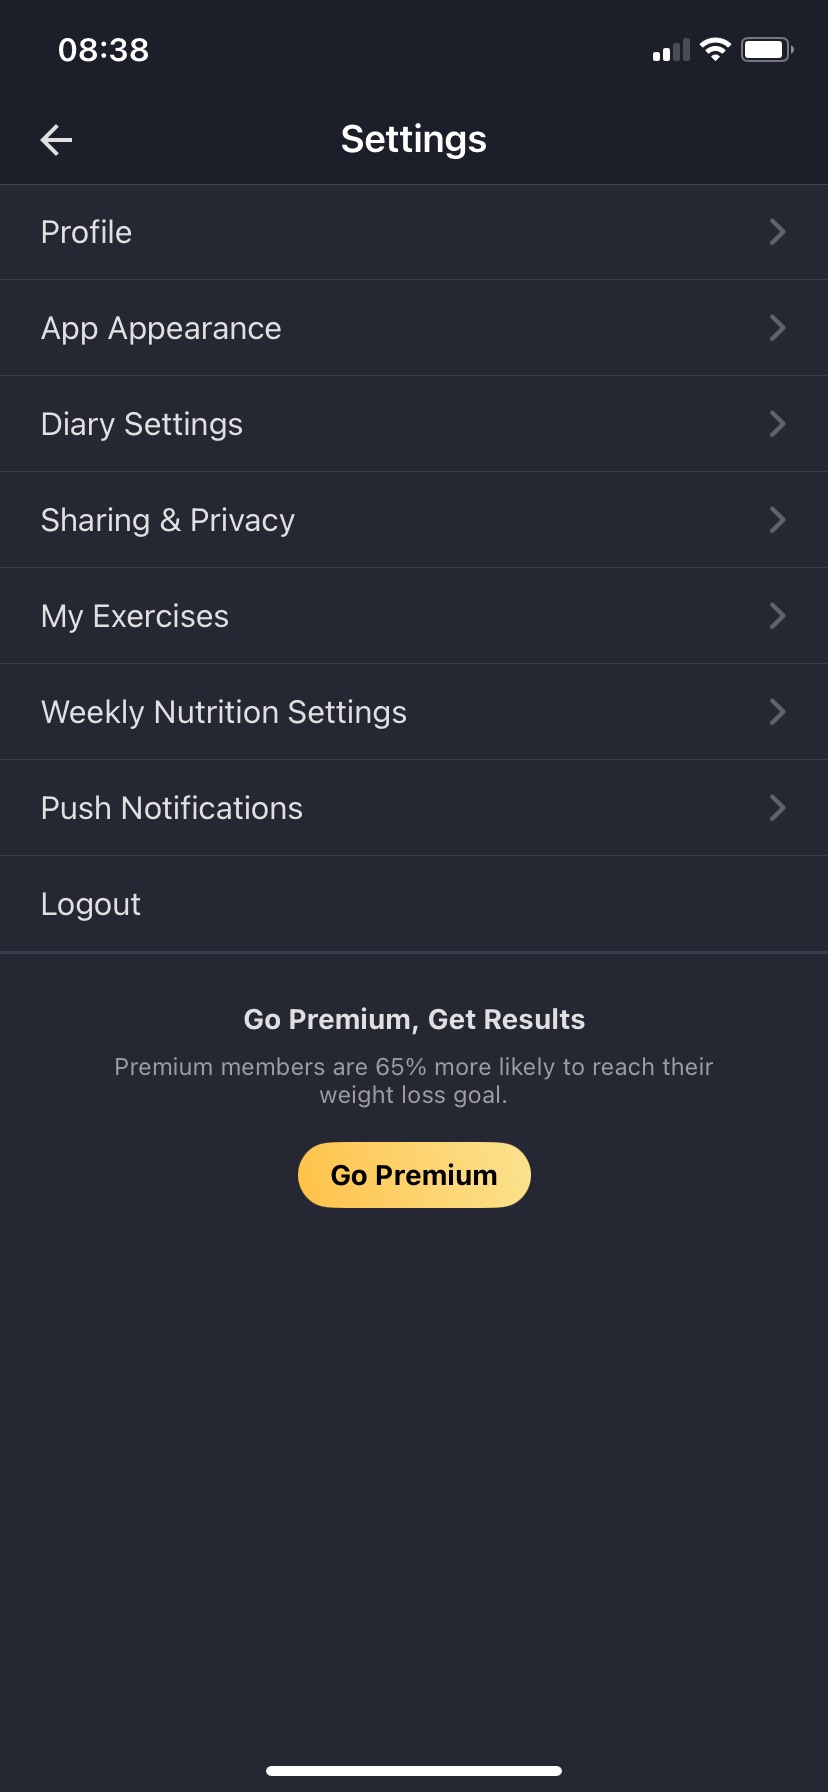 08:38
Settings
Profile
App Appearance
Diary Settings
Sharing & Privacy
My Exercises
Weekly Nutrition Settings
Push Notifications
Logout
Go Premium, Get Results
Premium members are 65% more likely to reach their
weight loss goal.
Go Premium